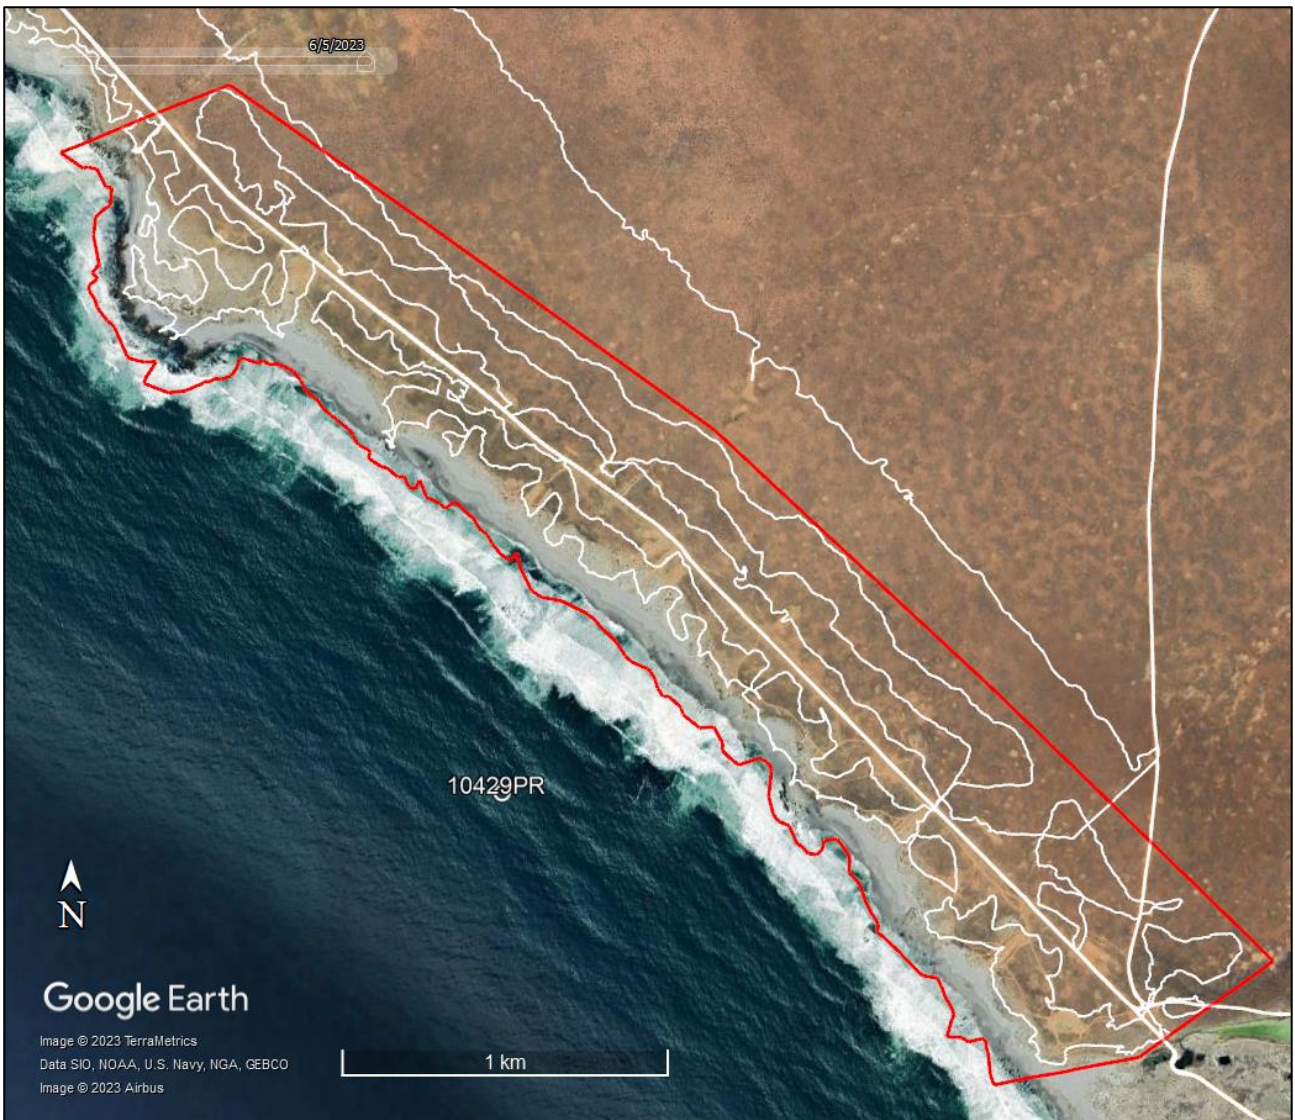 6/5/2023
10429PR
N
Google Earth
Image © 2023 TerraMetrics
Data SIO, NOAA, U.S. Navy, NGA, GEBCO
Image © 2023 Airbus
1 km